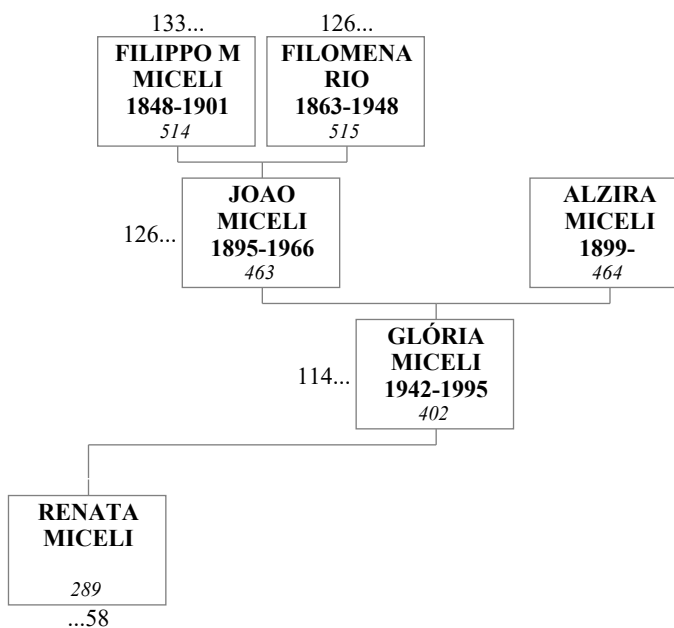 133...
FILIPPO M
MICELI
1848-1901
514
126...
FILOMENA
RIO
1863-1948
515
126...
JOAO
MICELI
1895-1966
463
ALZIRA
MICELI
1899-
464
114...
GLÓRIA
MICELI
1942-1995
402
RENATA
MICELI
289
...58